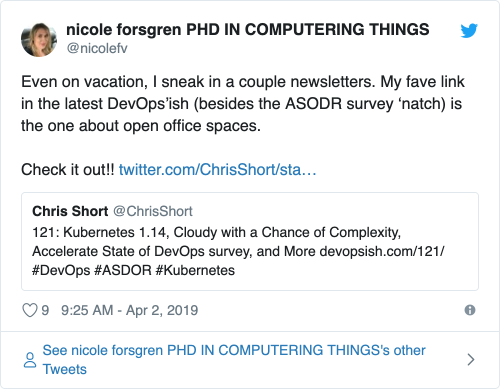 nicole forsgren PHD IN COMPUTERING THINGS
@nicolefv
Even on vacation, I sneak in a couple newsletters. My fave link
in the latest DevOps’ish (besides the ASODR survey ‘natch) is
the one about open office spaces.
Check it out!! twitter.com/ChrisShort/sta…
Chris Short @ChrisShort
121: Kubernetes 1.14, Cloudy with a Chance of Complexity,
Accelerate State of DevOps survey, and More devopsish.com/121/
#DevOps #ASDOR #Kubernetes
9 9:25 AM - Apr 2, 2019
See nicole forsgren PHD IN COMPUTERING THINGS's other
Tweets